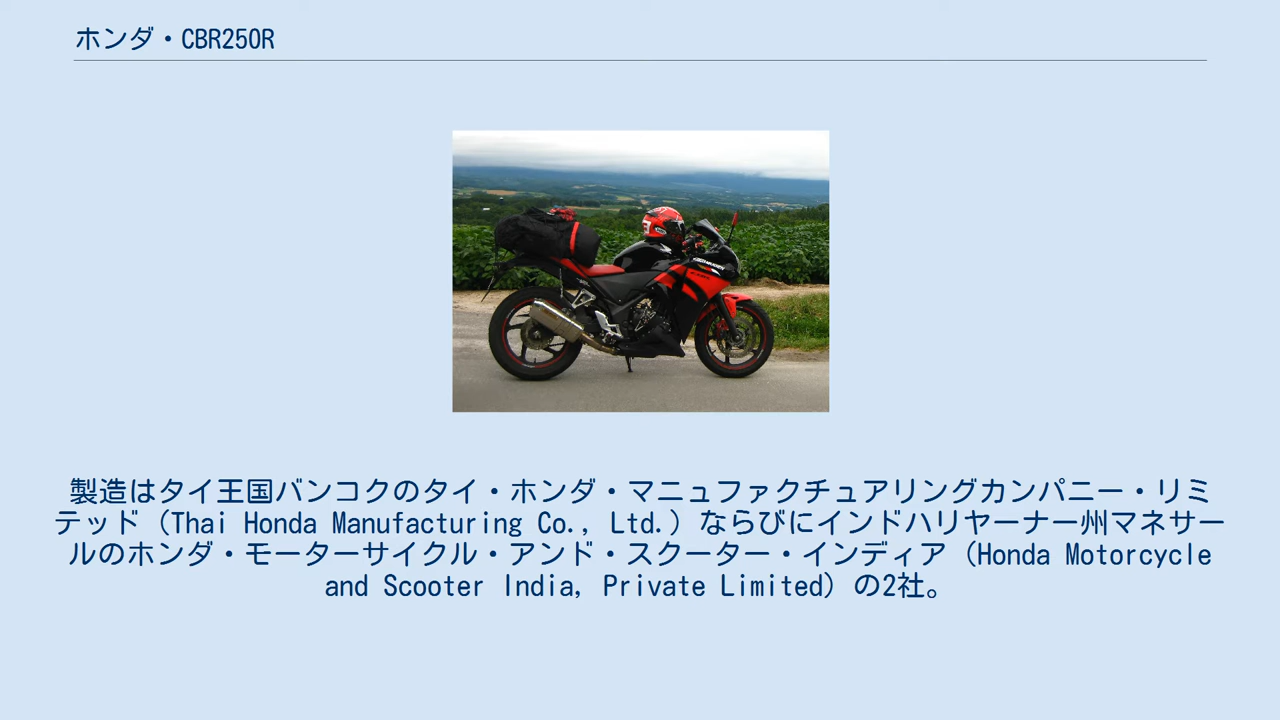 ホンダ・CBR250R
製造はタイ王国バンコクのタイ・ホンダ・マニュファクチュアリングカンパニー・リミ
テッド（Thai Honda Manufacturing Co., Ltd.）ならびにインドハリヤーナー州マネサー
ルのホンダ・モーターサイクル・アンド・スクーター・インディア（Honda Motorcycle
and Scooter India, Private Limited）の2社。